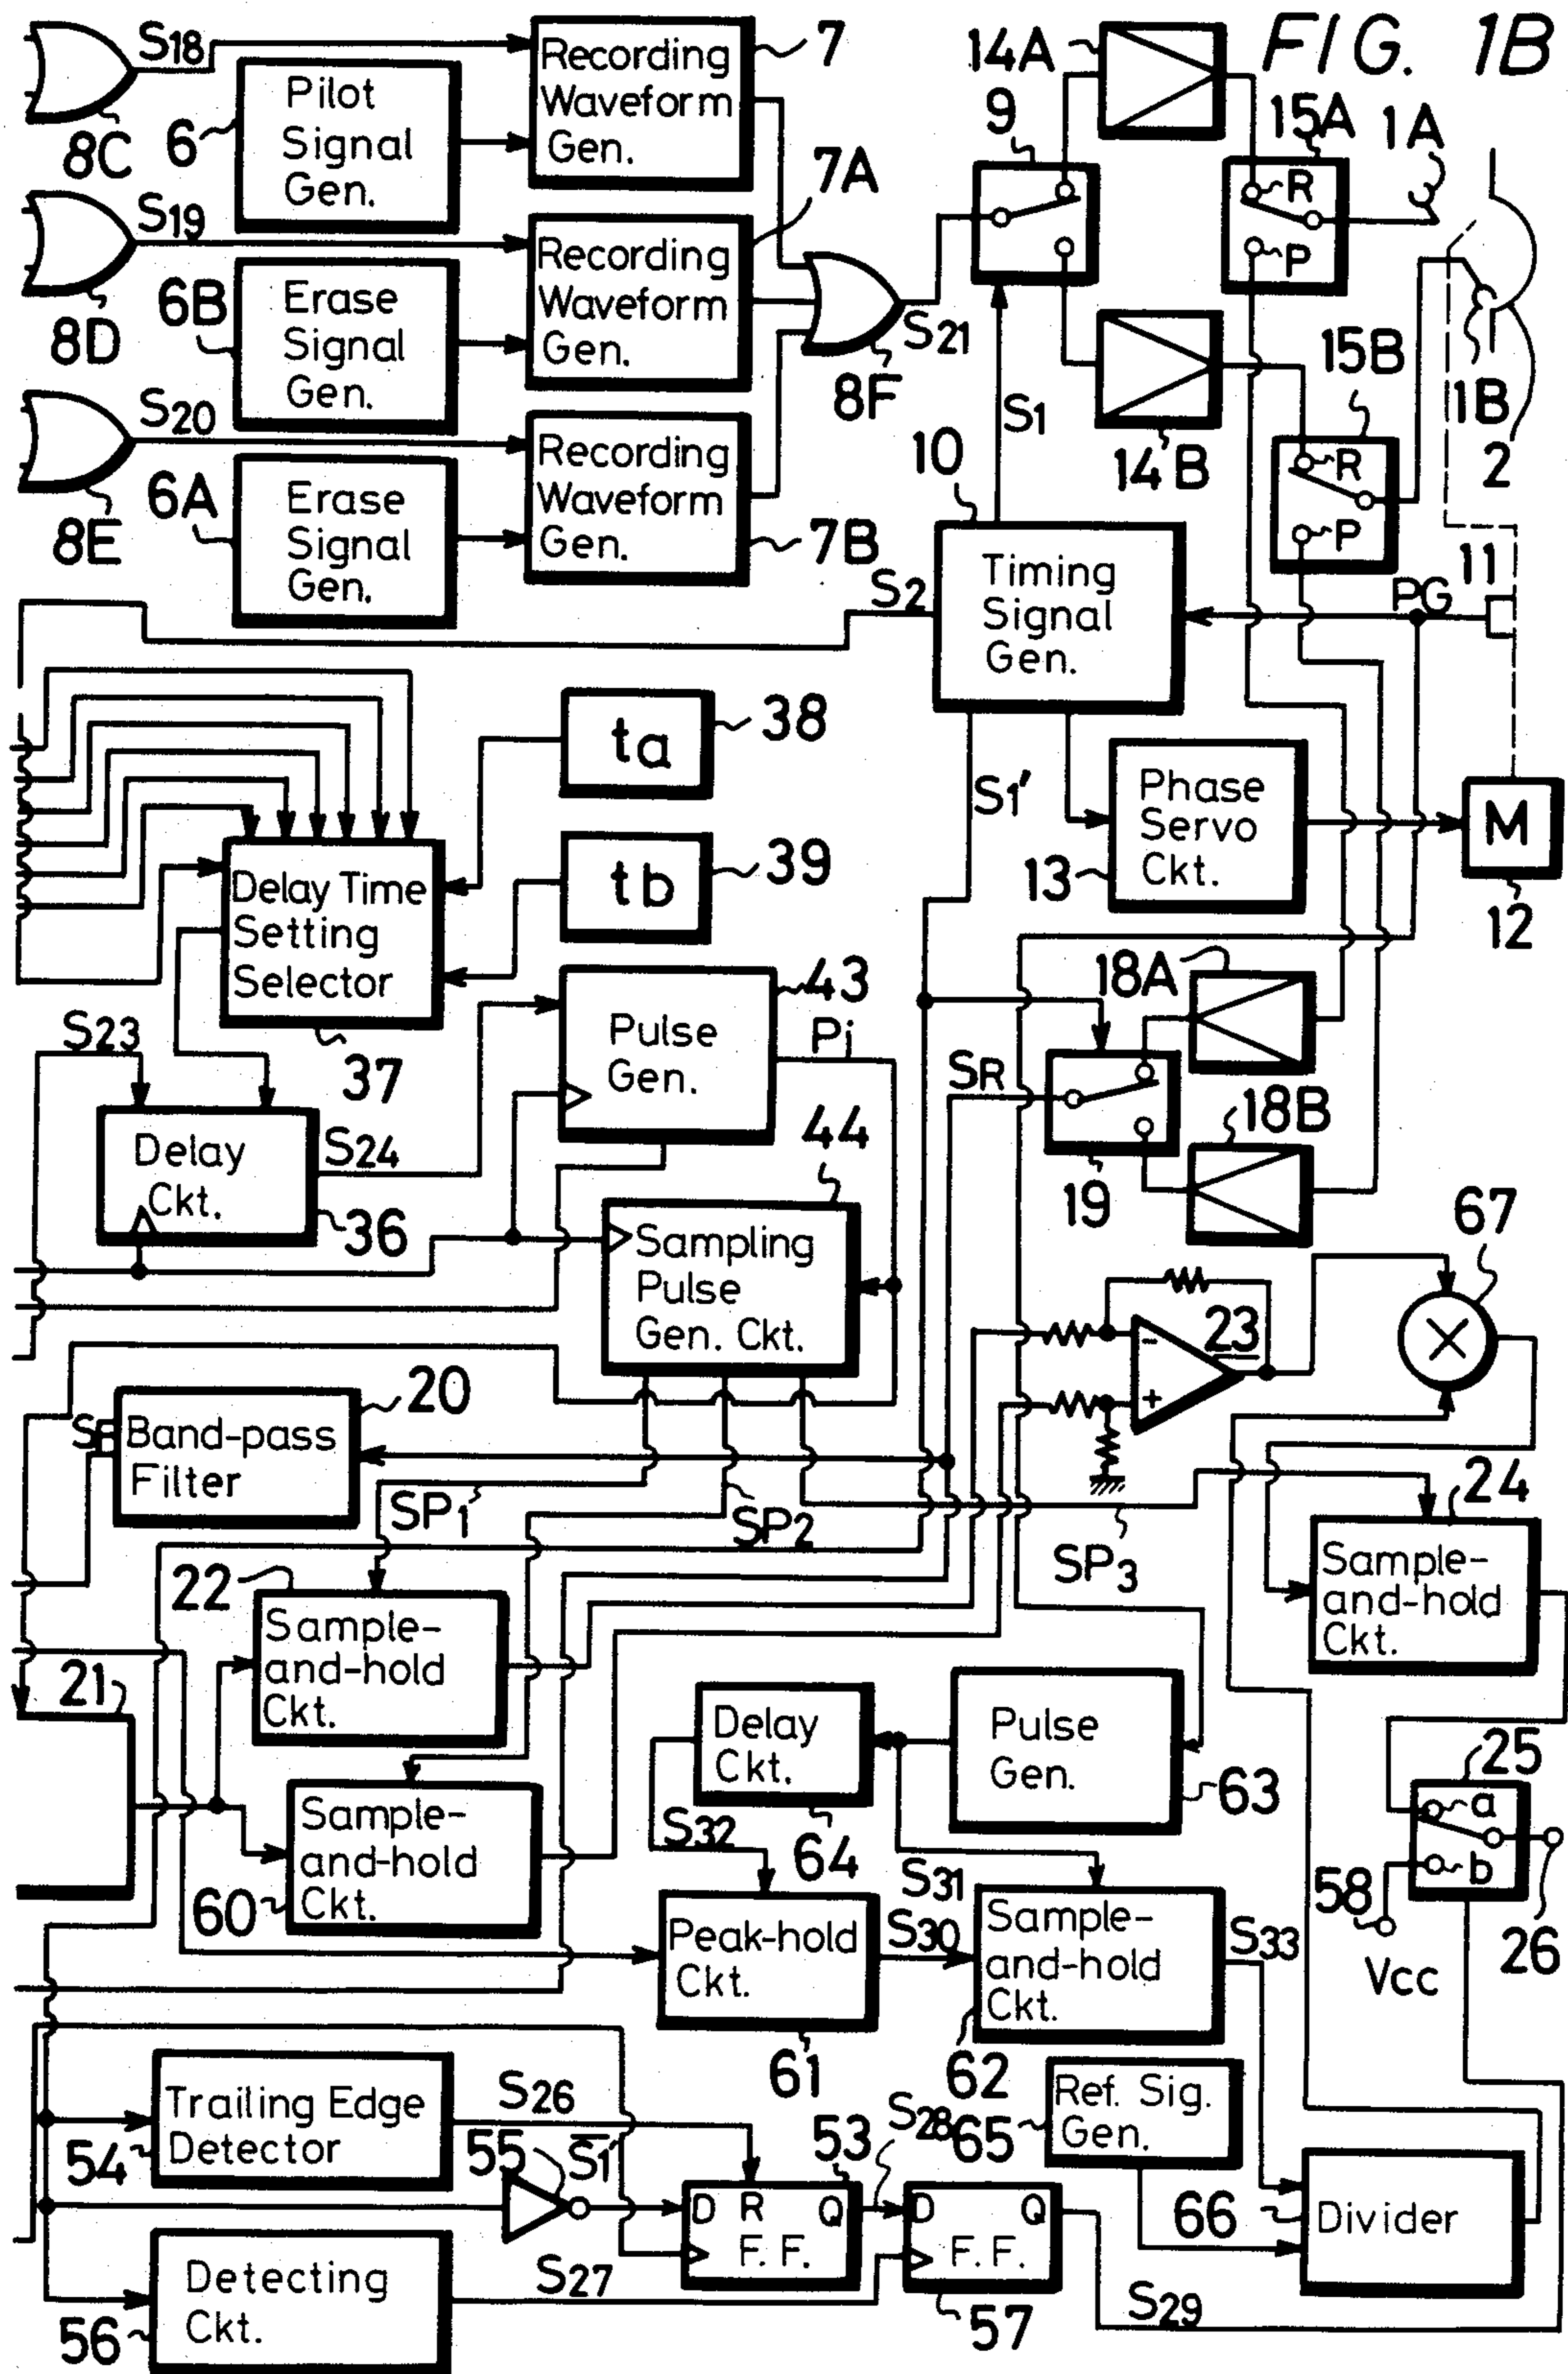 FIG. 1B
S18
8C
Pilot
Signal
Gen.
6
Recording
Waveform
Gen.
7
S19
8D
Erase
Signal
Gen.
6B
Recording
Waveform
Gen.
7A
S20
8E
Erase
Signal
Gen.
6A
Recording
Waveform
Gen.
7B
8F
S21
9
14A
14B
15A
R
P
1A
15B
R
P
1B
2
S1
10
Timing
Signal
Gen.
S2
PG
11
S1'
Phase
Servo
Ckt.
13
M
12
ta
38
tb
39
Delay Time
Setting
Selector
37
S23
Delay
Ckt.
36
S24
Pulse
Gen.
43
Pi
44
Sampling
Pulse
Gen. Ckt.
18A
18B
SR
19
67
-
+
23
SB
Band-pass
Filter
20
SP1
SP2
SP3
24
Sample-
and-hold
Ckt.
22
Sample-
and-hold
Ckt.
21
Sample-
and-hold
Ckt.
60
Delay
Ckt.
64
Pulse
Gen.
63
S32
S31
25
a
b
58
Vcc
26
Peak-hold
Ckt.
61
S30
Sample-
and-hold
Ckt.
62
S33
Trailing Edge
Detector
54
S26
55
S1'
53
D R Q
F. F.
S28
65
Ref. Sig.
Gen.
D Q
F. F.
57
66
Divider
Detecting
Ckt.
56
S27
S29